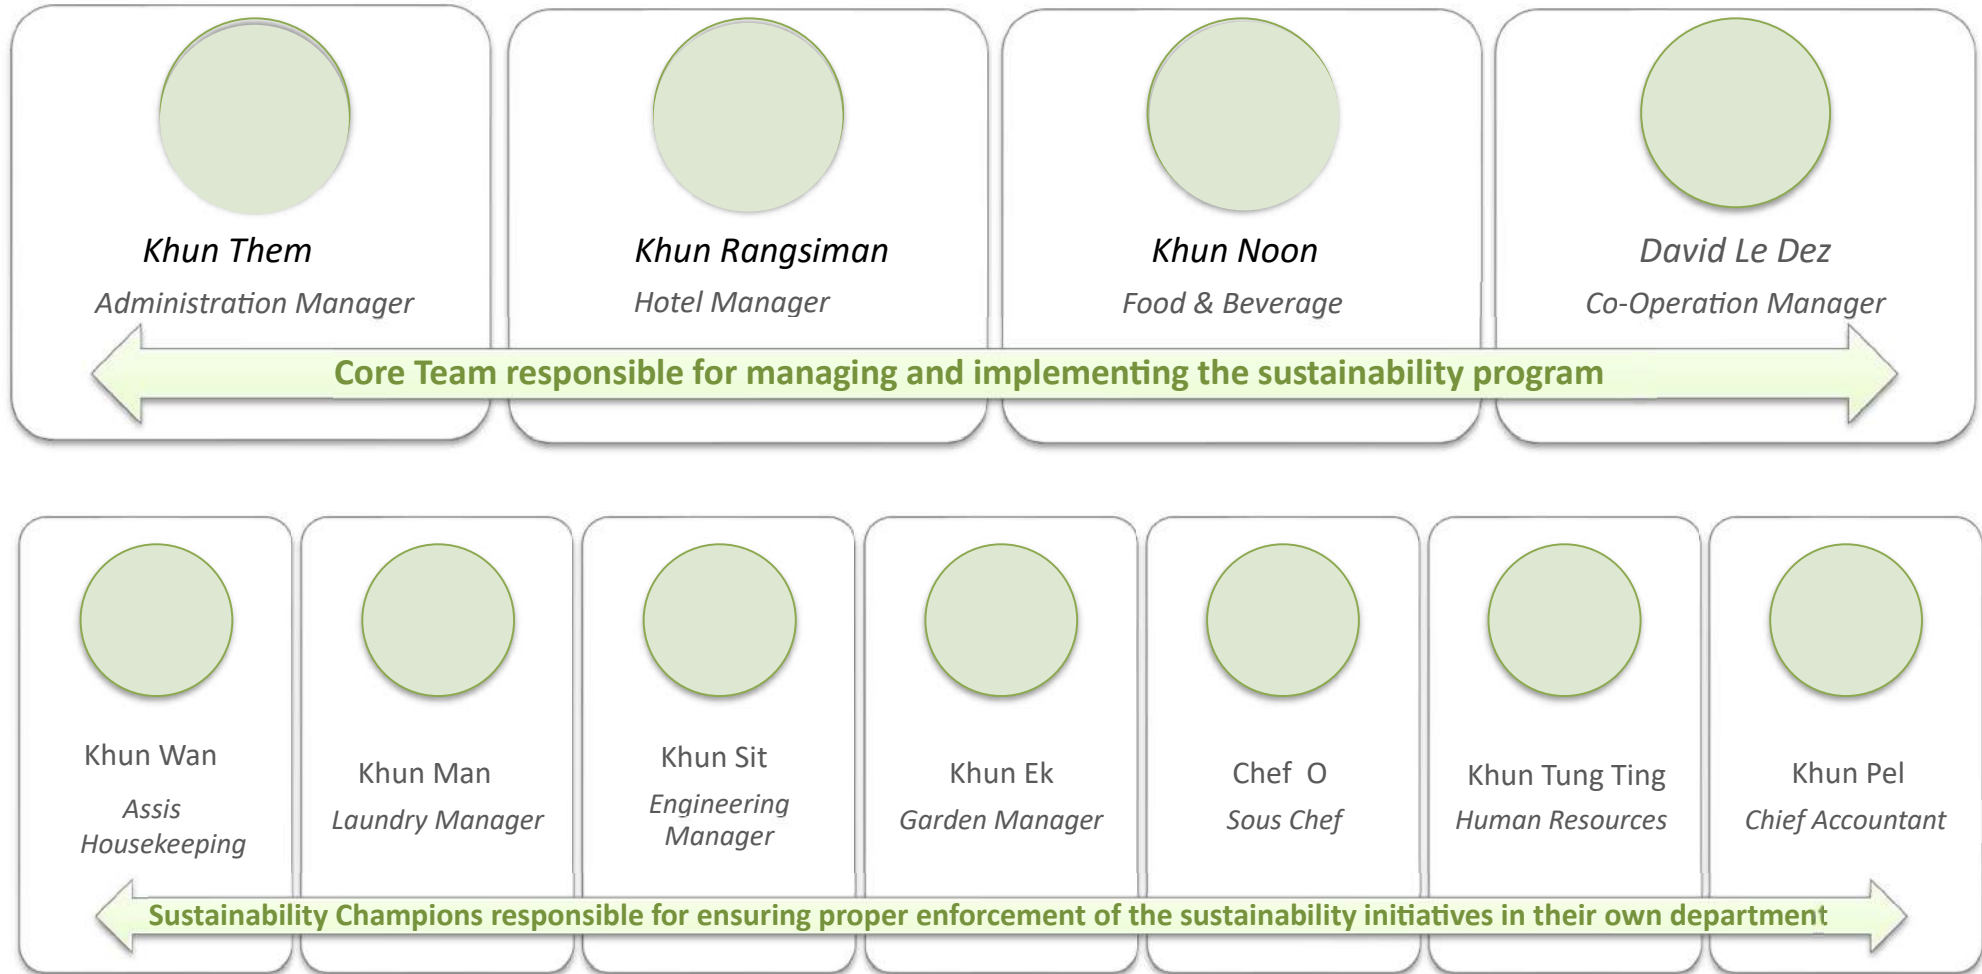 Khun Them
Administration Manager
Khun Rangsiman
Hotel Manager
Khun Noon
Food & Beverage
David Le Dez
Co-Operation Manager
Core Team responsible for managing and implementing the sustainability program
Khun Wan
Assis
Housekeeping
Khun Man
Laundry Manager
Khun Sit
Engineering
Manager
Khun Ek
Garden Manager
Chef O
Sous Chef
Khun Tung Ting
Human Resources
Khun Pel
Chief Accountant
Sustainability Champions responsible for ensuring proper enforcement of the sustainability initiatives in their own department